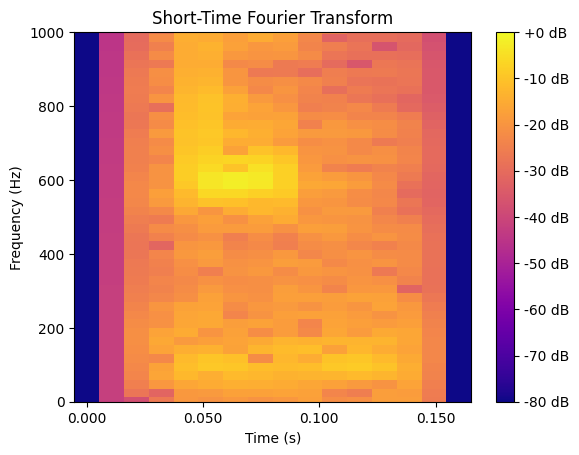 Short-Time Fourier Transform
1000
800
600
400
200
0
Frequency (Hz)
0.000
0.050
0.100
0.150
Time (s)
+0 dB
-10 dB
-20 dB
-30 dB
-40 dB
-50 dB
-60 dB
-70 dB
-80 dB